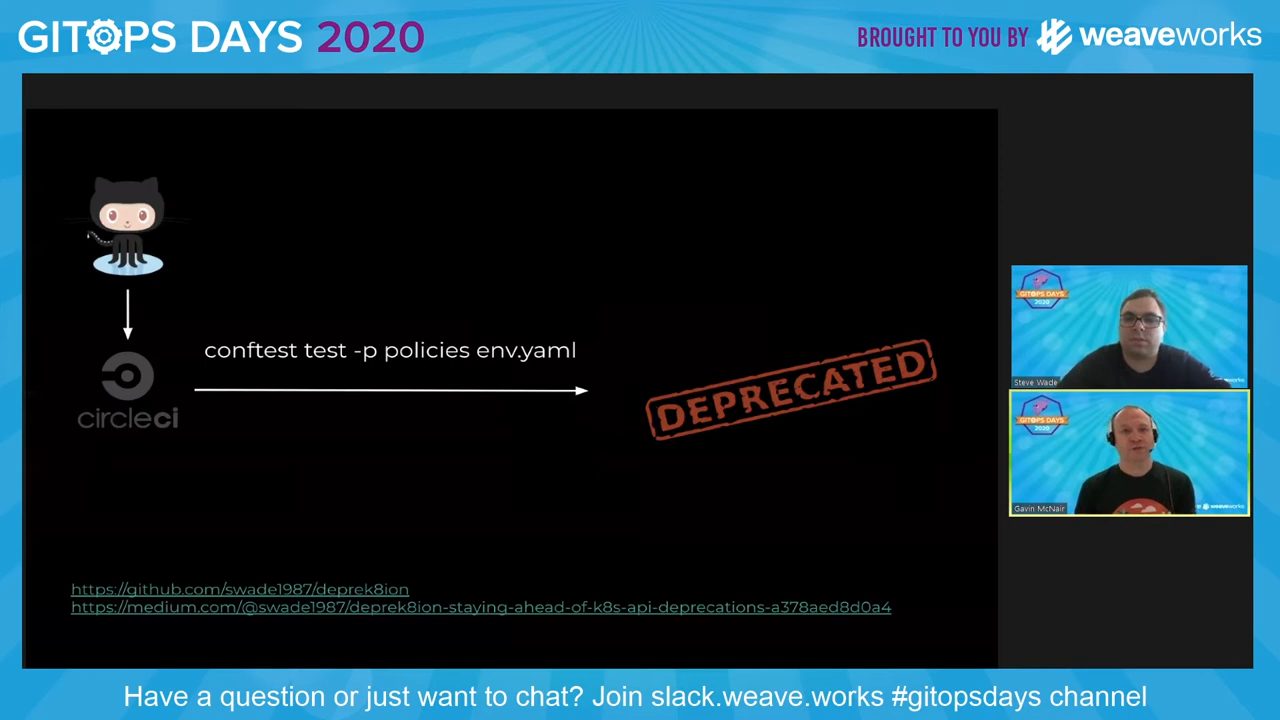 GITOPS DAYS 2020
BROUGHT TO YOU BY weaveworks
conftest test -p policies env.yaml
circleci
DEPRECATED
https://github.com/swade1987/deprek8ion
https://medium.com/@swade1987/deprek8ion-staying-ahead-of-k8s-api-deprecations-a378aed8d0a4
GITOPS DAYS
2020
Steve Wade
GITOPS DAYS
2020
weaveworks
Gavin McNair
Have a question or just want to chat? Join slack.weave.works #gitopsdays channel